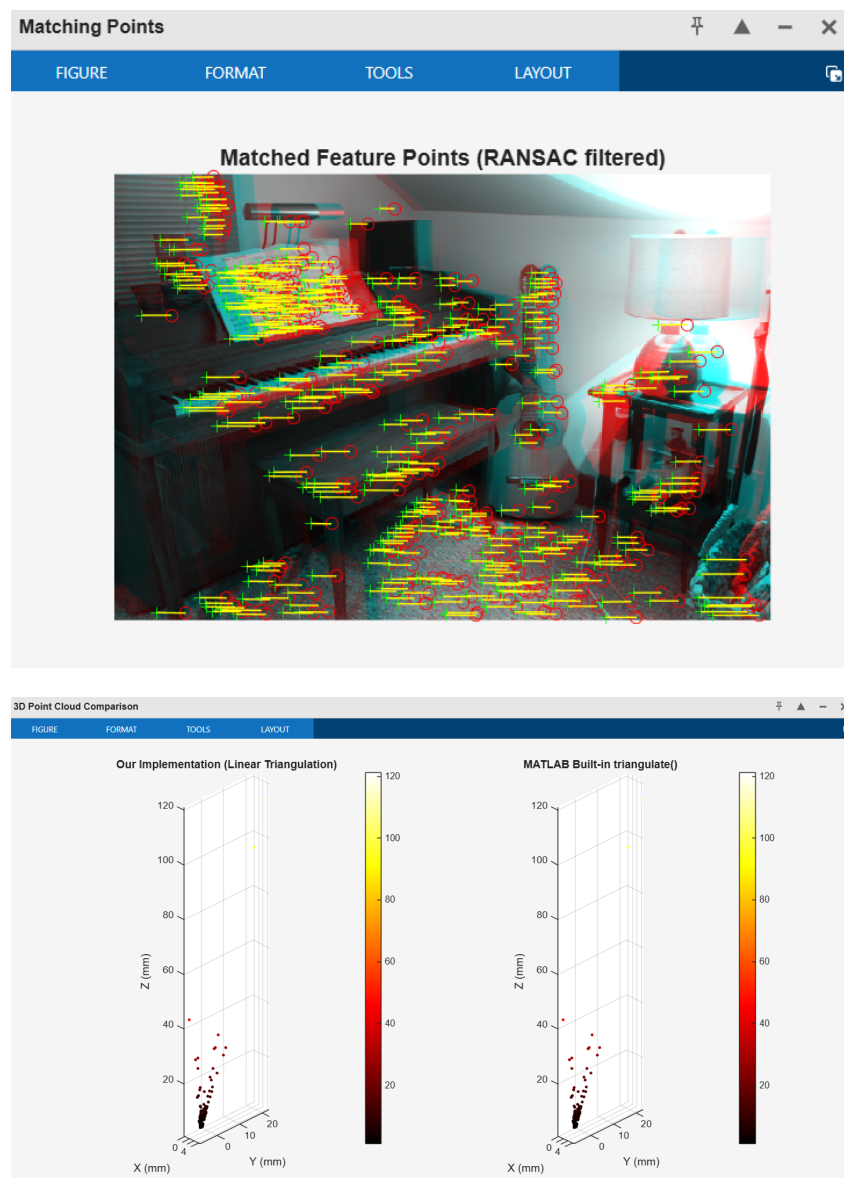 Matching Points
FIGURE FORMAT TOOLS LAYOUT
Matched Feature Points (RANSAC filtered)
3D Point Cloud Comparison
FIGURE FORMAT TOOLS LAYOUT
Our Implementation (Linear Triangulation)
120
100
80
60
40
20
Z (mm)
0 4
X (mm)
0 10 20
Y (mm)
120
100
80
60
40
20
MATLAB Built-in triangulate()
120
100
80
60
40
20
Z (mm)
0 4
X (mm)
0 10 20
Y (mm)
120
100
80
60
40
20